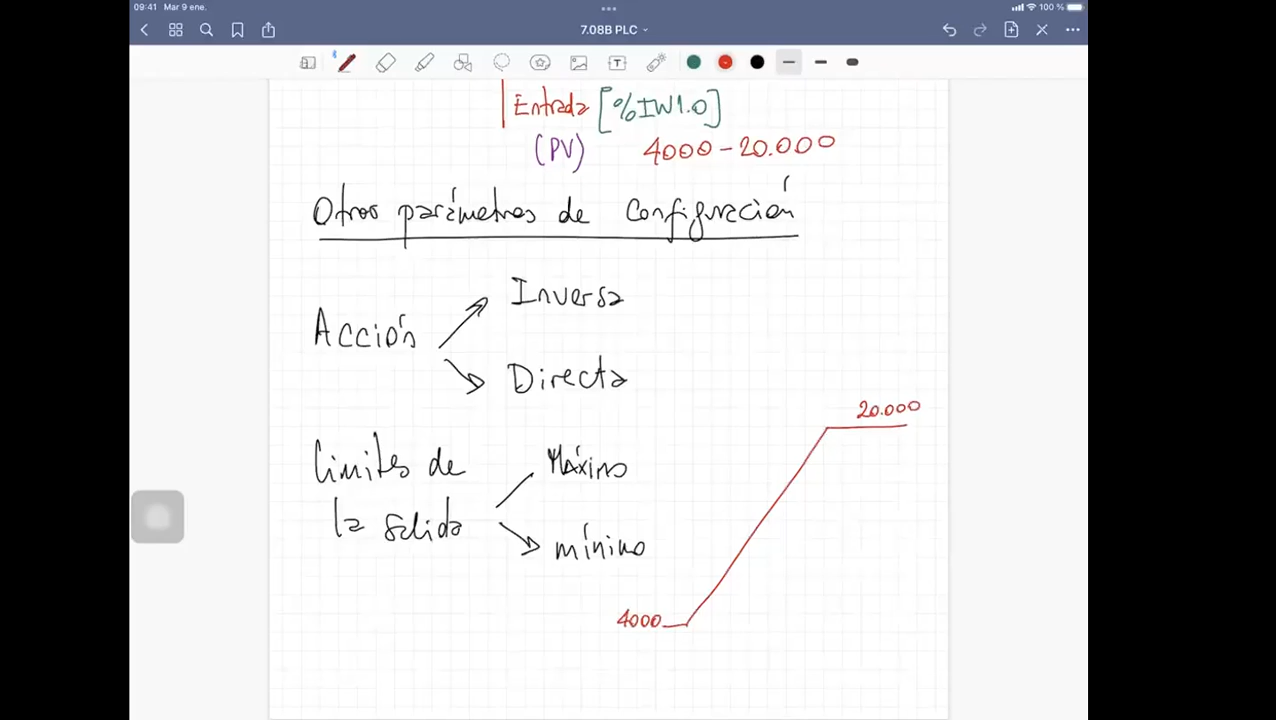 09:41 Mar 9 ene.
100 %
7.08B PLC
T
Entrada [%IW1.0]
(PV) 4000 - 20.000
Otros parámetros de configuración
Acción
Inversa
Directa
Limites de
la salida
Máximo
mínimo
20.000
4000